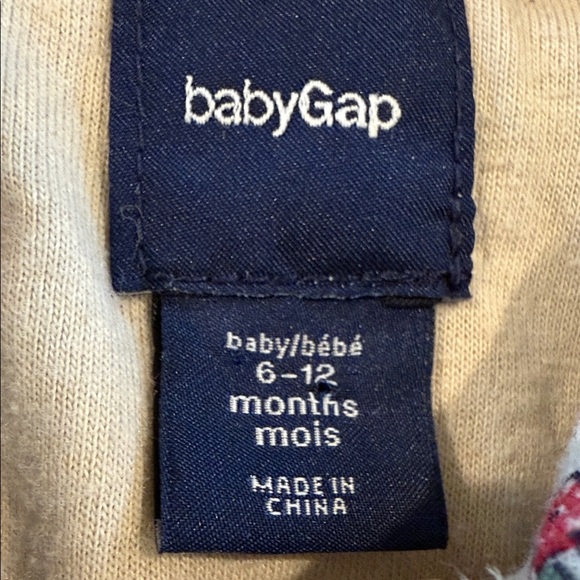 babyGap
baby/bébé
6-12
months
mois
MADE IN
CHINA